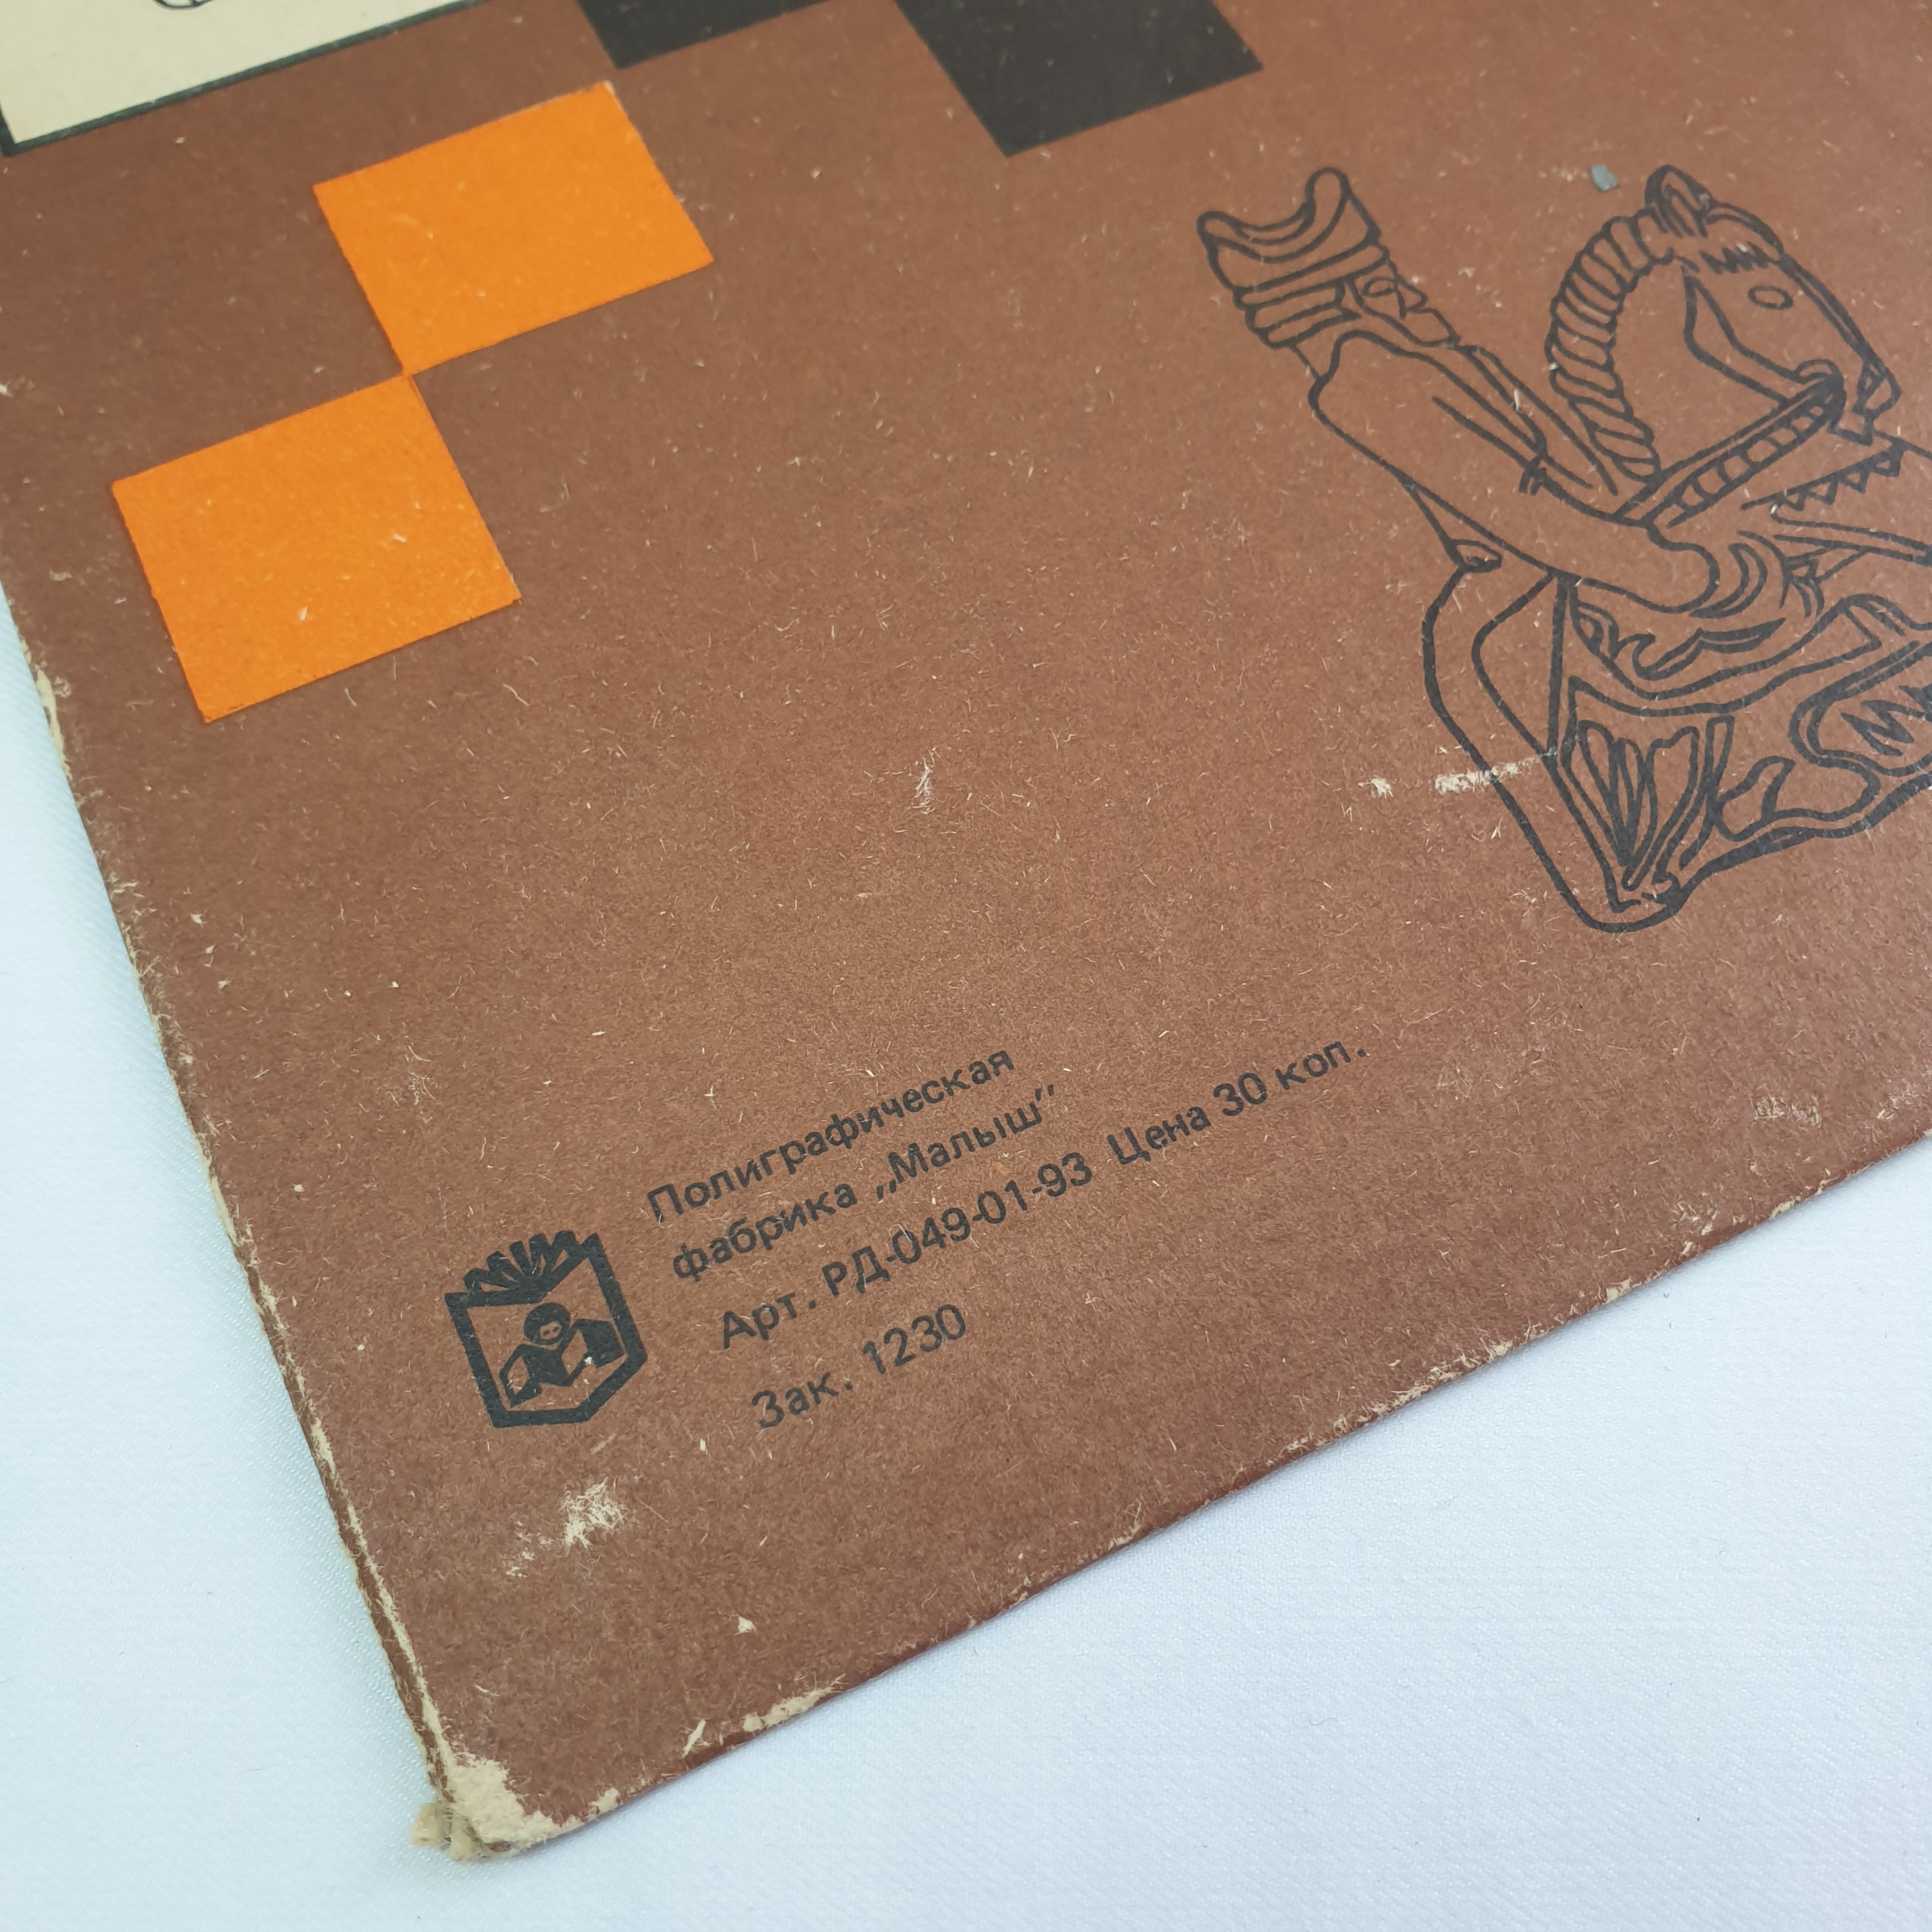 Полиграфическая
фабрика „Малыш”
Арт. РД-049-01-93 Цена 30 коп.
Зак. 1230